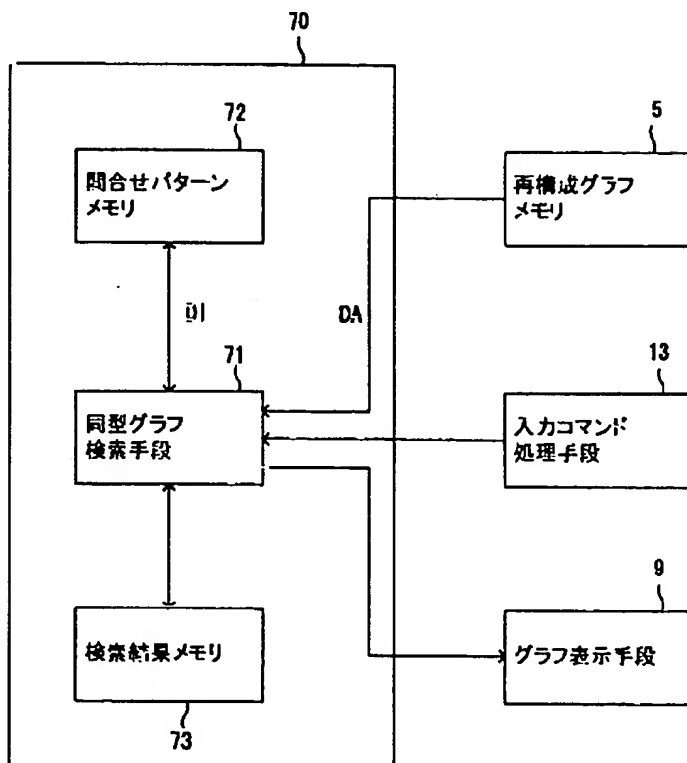 70
72
問合せパターン
メモリ
5
再構成グラフ
メモリ
DI
DA
71
同型グラフ
検索手段
13
入力コマンド
処理手段
9
検索結果メモリ
グラフ表示手段
73